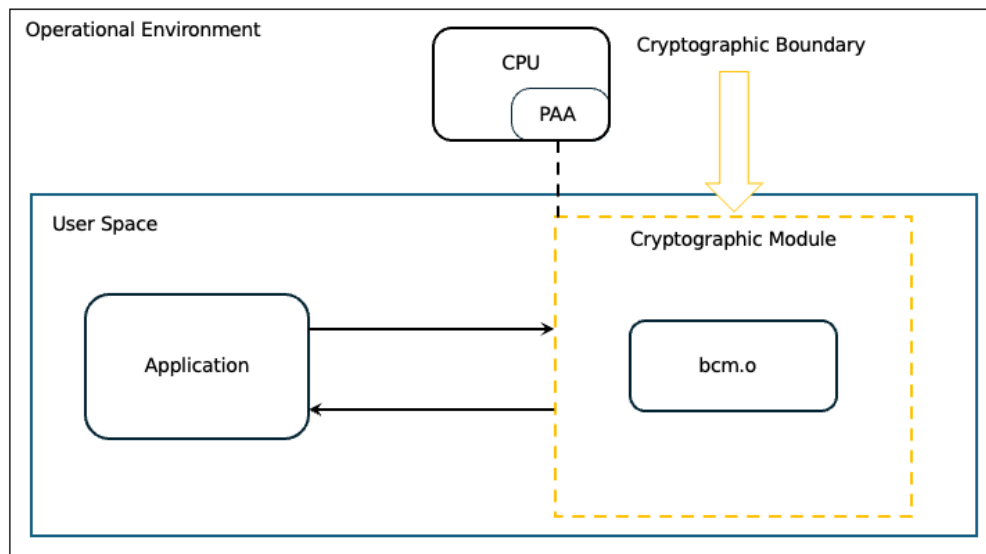 Operational Environment
CPU
Cryptographic Boundary
PAA
User Space
Cryptographic Module
Application
bcm.o